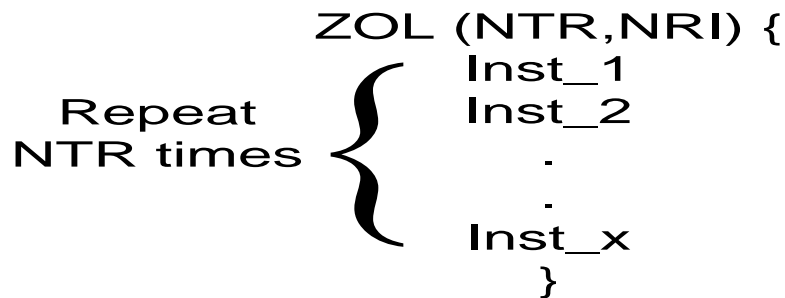 ZOL (NTR,NRI) {
Inst_1
Inst_2
Repeat
NTR times
.
.
Inst_x
}